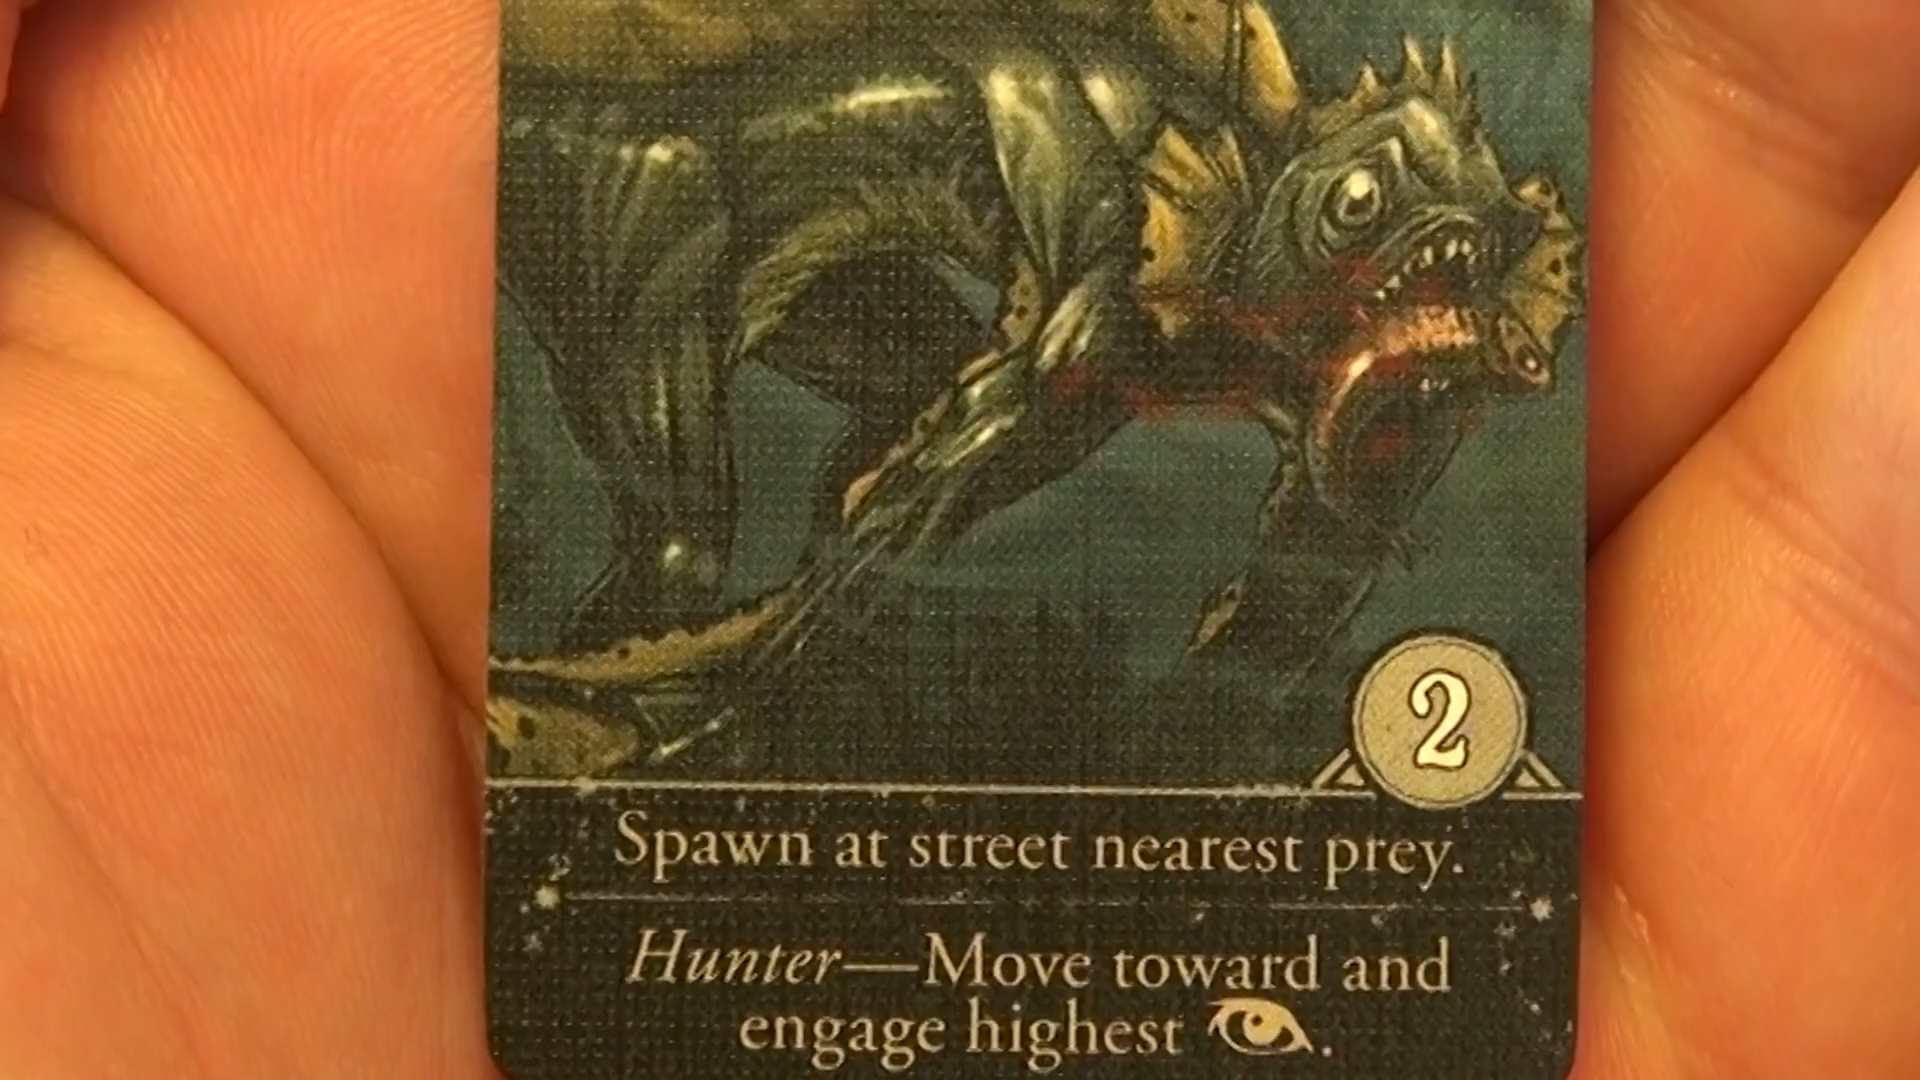 2
Spawn at street nearest prey.
Hunter—Move toward and
engage highest .